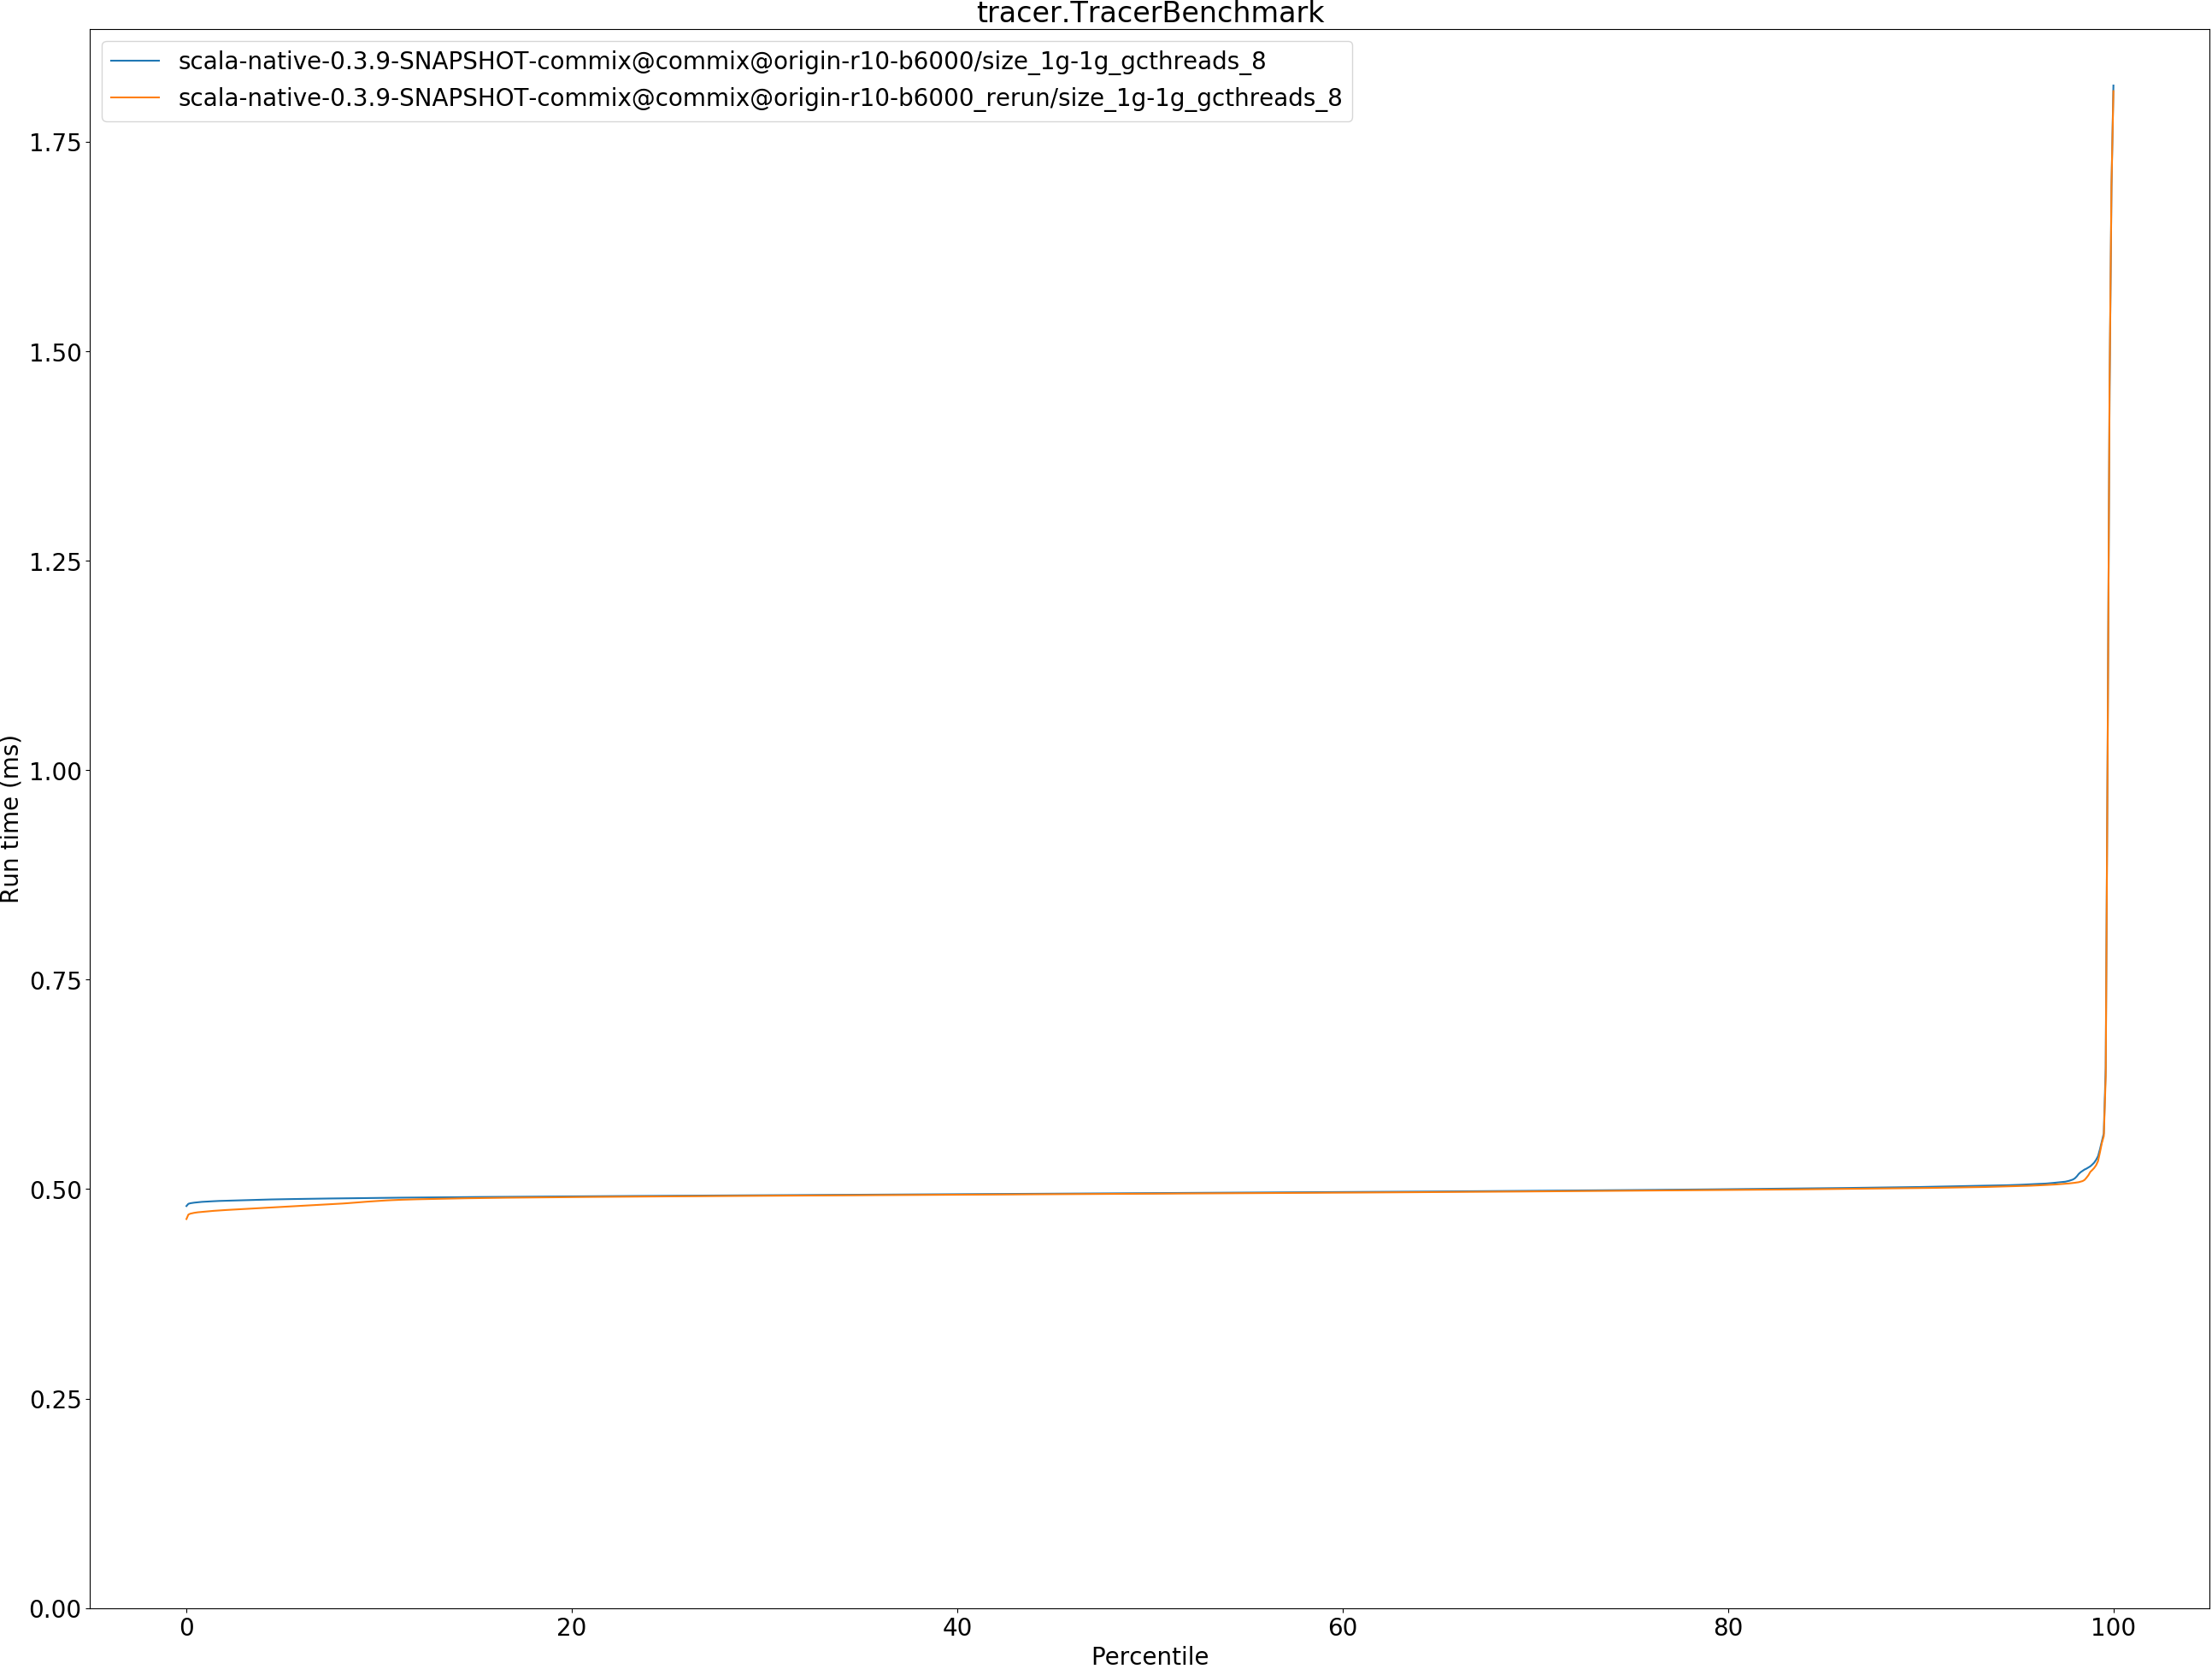 tracer.TracerBenchmark
scala-native-0.3.9-SNAPSHOT-commix@commix@origin-r10-b6000/size_1g-1g_gcthreads_8
scala-native-0.3.9-SNAPSHOT-commix@commix@origin-r10-b6000_rerun/size_1g-1g_gcthreads_8
Run time (ms)
1.75
1.50
1.25
1.00
0.75
0.50
0.25
0.00
0 20 40 60 80 100
Percentile